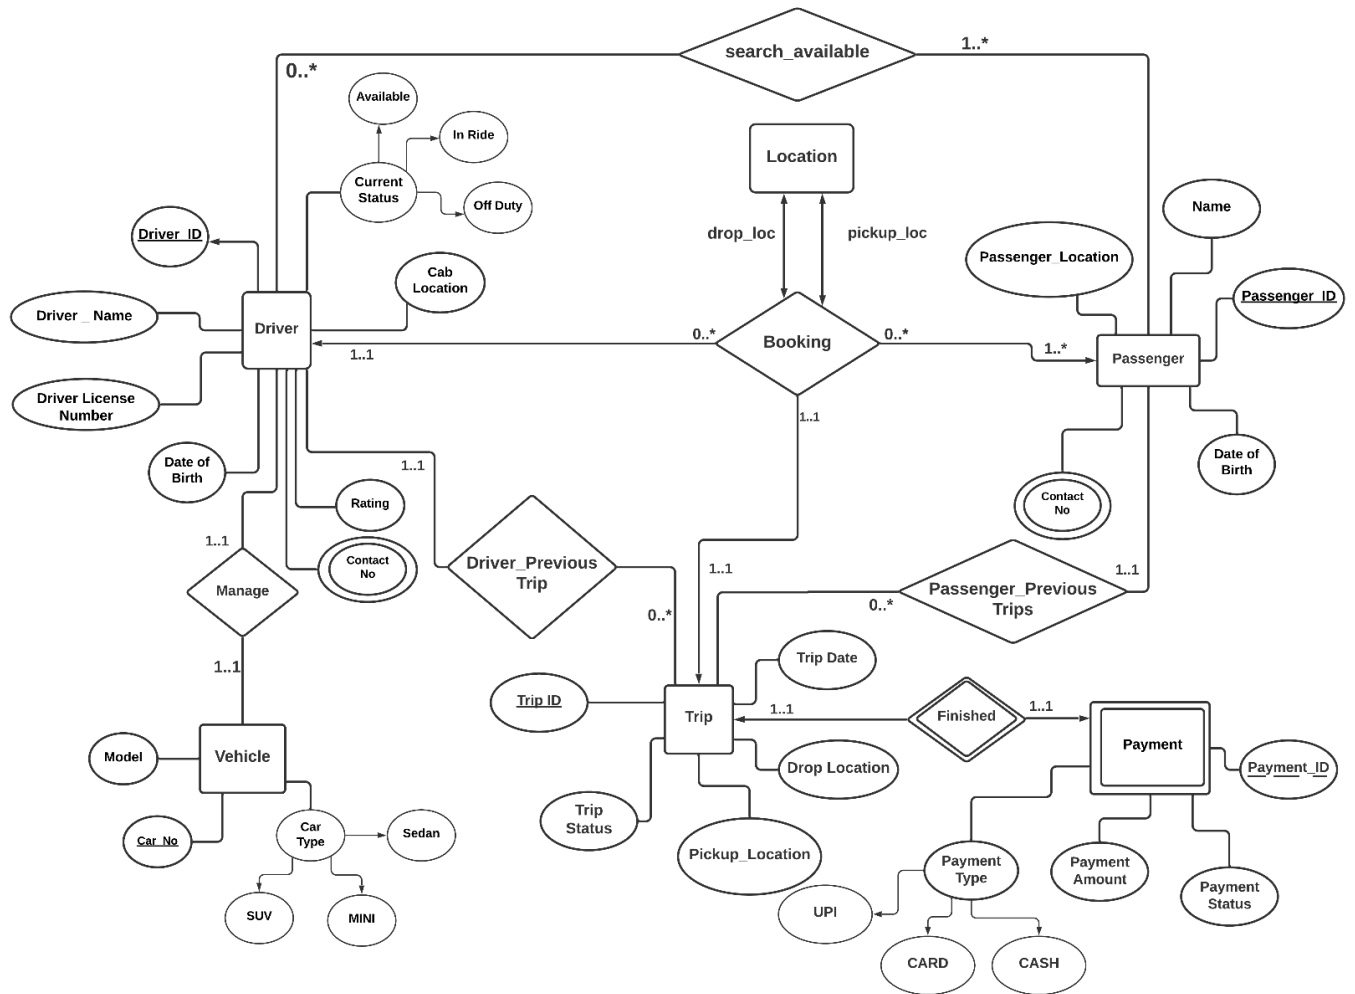 search_available
1..*
0..*
Available
In Ride
Current
Status
Off Duty
Location
drop_loc
pickup_loc
Name
Driver_ID
Passenger_Location
Passenger_ID
Cab
Location
Driver _ Name
Driver
0..*
Booking
0..*
1..1
1..*
Passenger
Driver License
Number
1..1
Date of
Birth
1..1
Date of
Birth
Rating
Contact
No
1..1
Contact
No
Driver_Previous
Trip
1..1
1..1
Manage
Passenger_Previous
Trips
0..*
0..*
1..1
Trip Date
Trip ID
Trip
1..1
Finished
1..1
Payment
Model
Vehicle
Drop Location
Payment_ID
Trip
Status
Car_No
Car
Type
Sedan
Pickup_Location
Payment
Type
Payment
Amount
Payment
Status
SUV
MINI
UPI
CARD
CASH